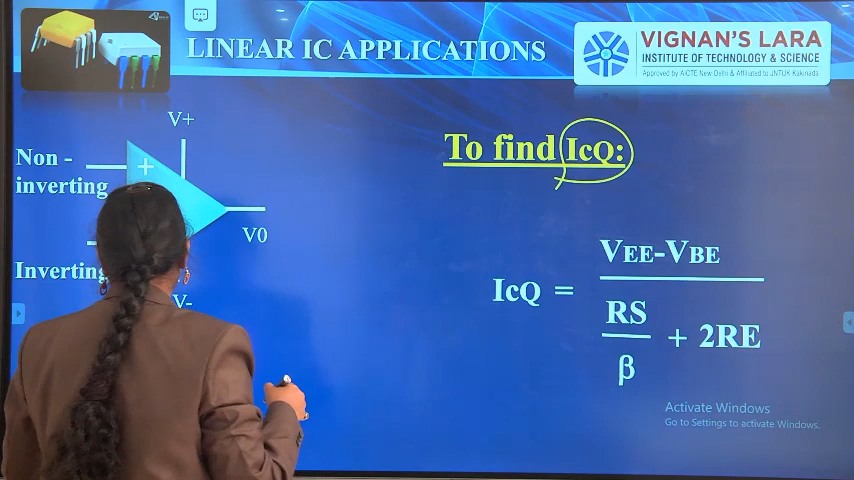 LINEAR IC APPLICATIONS
VIGNAN'S LARA
INSTITUTE OF TECHNOLOGY & SCIENCE
Approved by AICTE New Delhi & Affiliated to JNTUK Kakinada
V+
Non -
inverting
+
V0
Inverting
V-
To find IcQ:
IcQ = VEE-VBE
RS
β
+ 2RE
Activate Windows
Go to Settings to activate Windows.